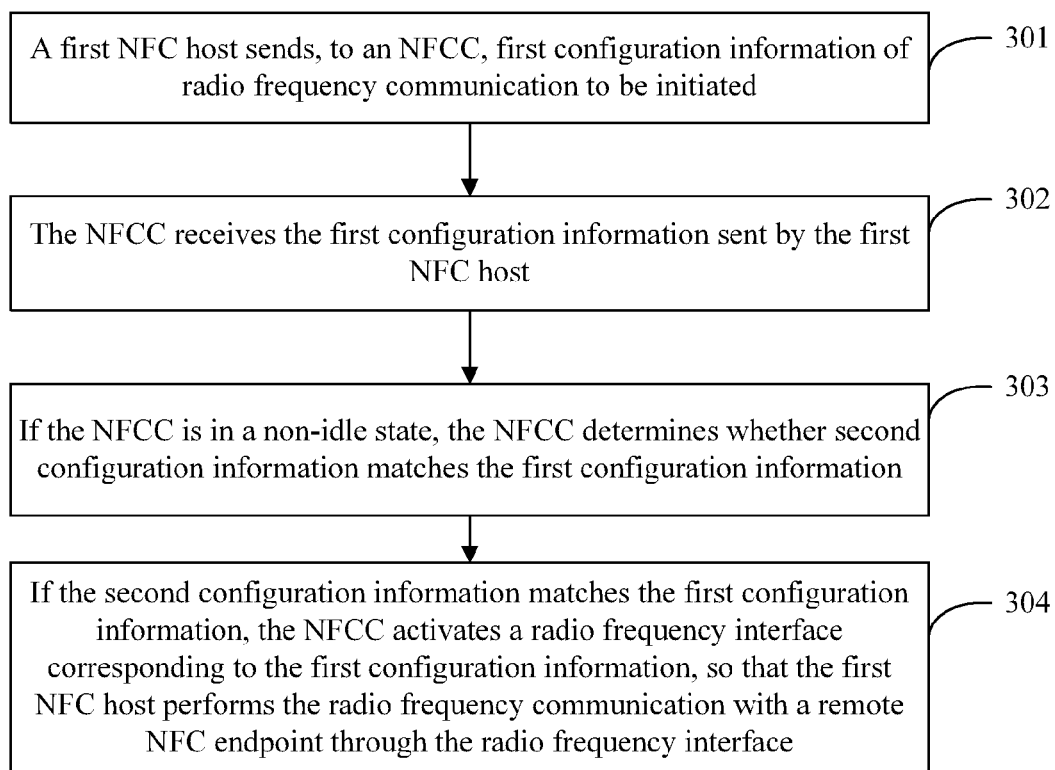 A first NFC host sends, to an NFCC, first configuration information of
radio frequency communication to be initiated
301
The NFCC receives the first configuration information sent by the first
NFC host
302
If the NFCC is in a non-idle state, the NFCC determines whether second
configuration information matches the first configuration information
303
If the second configuration information matches the first configuration
information, the NFCC activates a radio frequency interface
corresponding to the first configuration information, so that the first
NFC host performs the radio frequency communication with a remote
NFC endpoint through the radio frequency interface
304